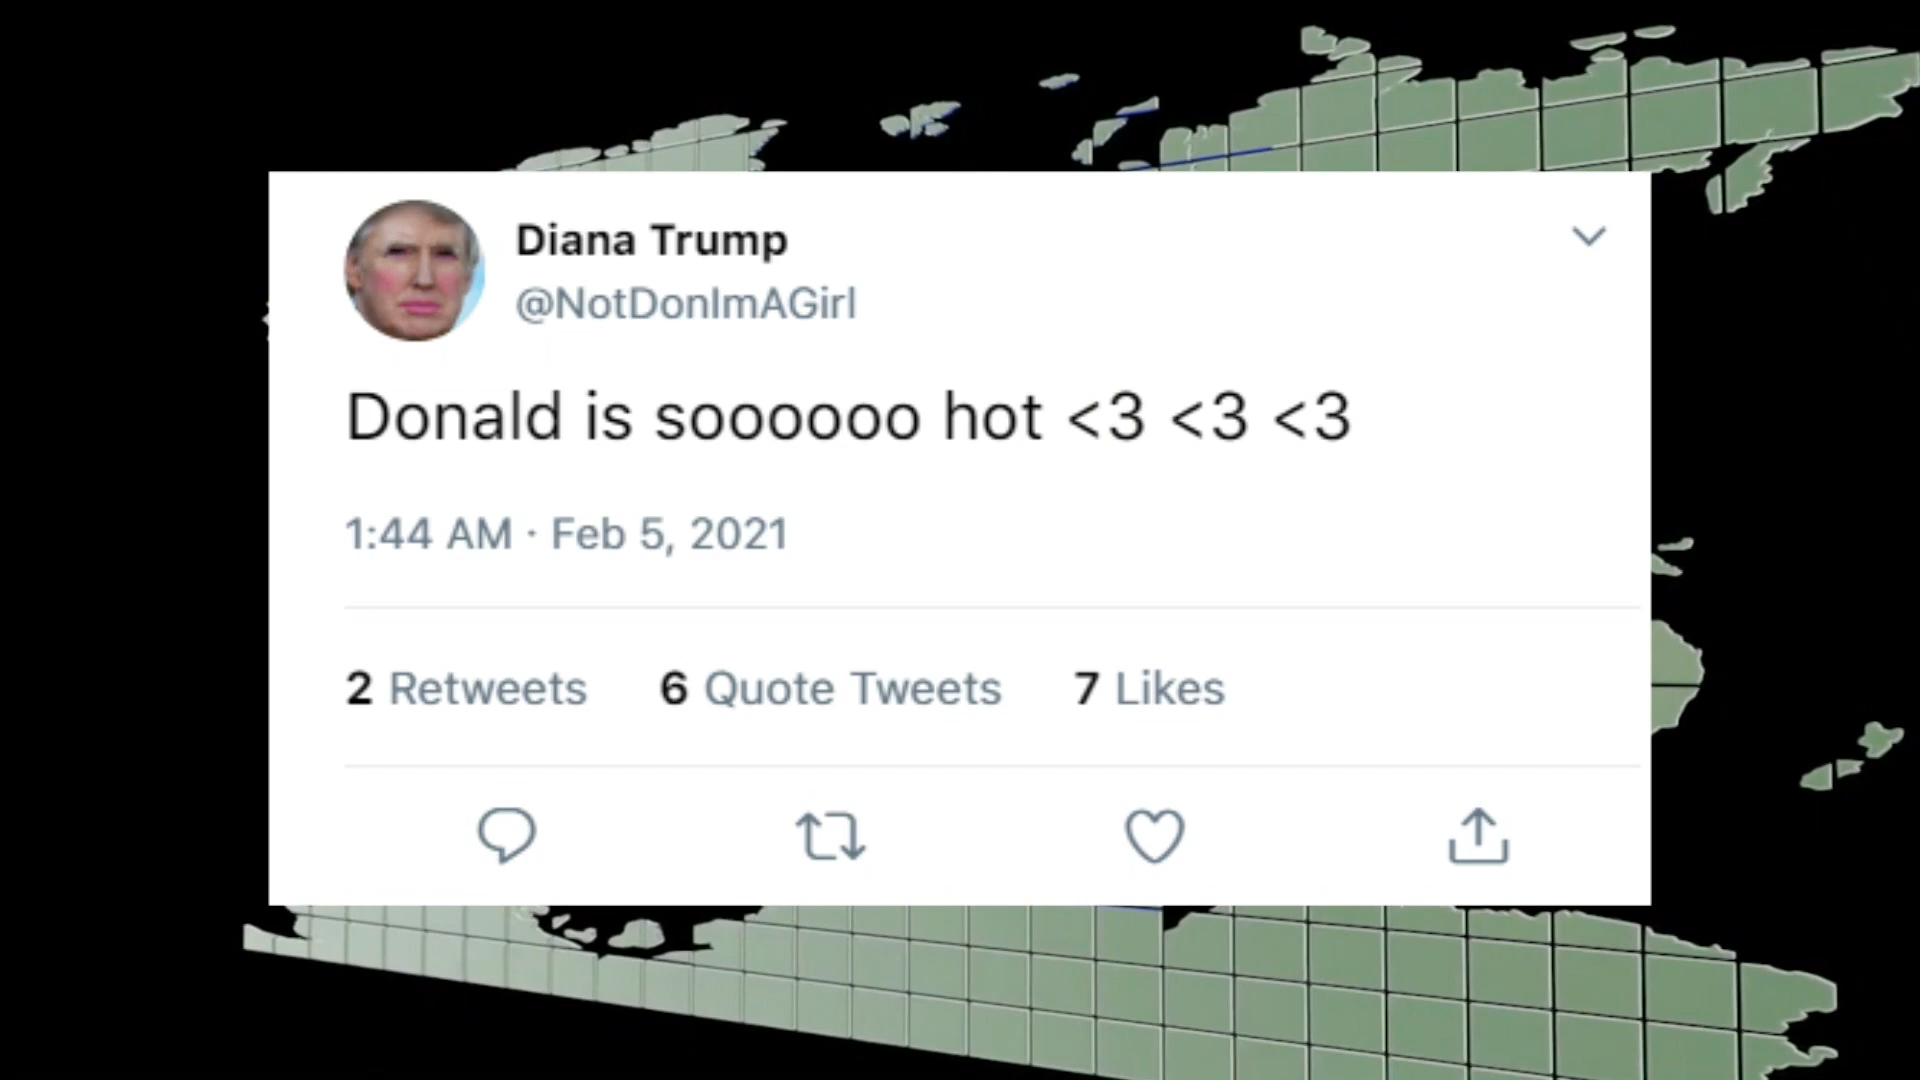 Diana Trump
@NotDonImAGirl
Donald is soooooo hot <3 <3 <3
1:44 AM · Feb 5, 2021
2 Retweets 6 Quote Tweets 7 Likes